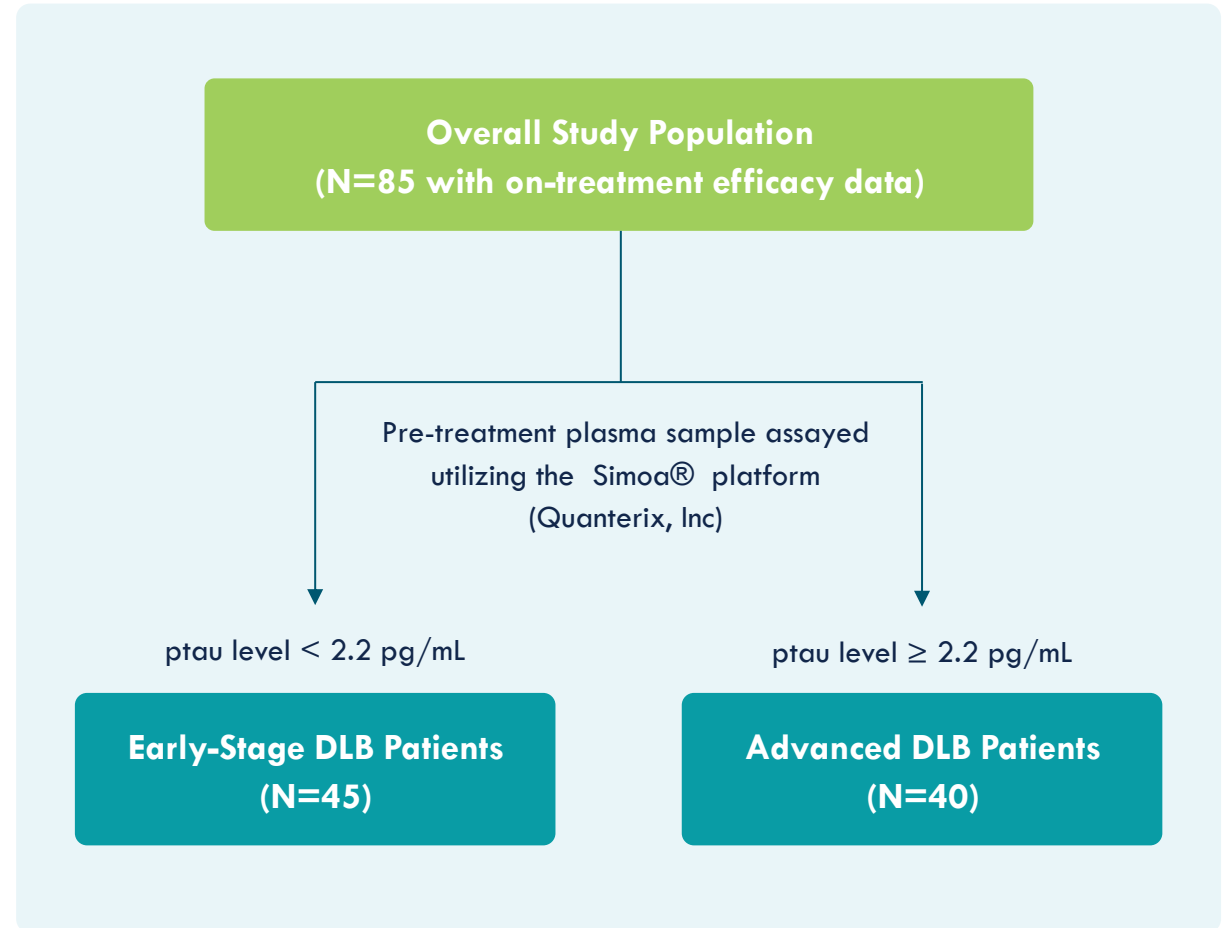 Overall Study Population
(N=85 with on-treatment efficacy data)
Pre-treatment plasma sample assayed
utilizing the Simoa® platform
(Quanterix, Inc)
ptau level < 2.2 pg/mL
ptau level ≥ 2.2 pg/mL
Early-Stage DLB Patients
(N=45)
Advanced DLB Patients
(N=40)